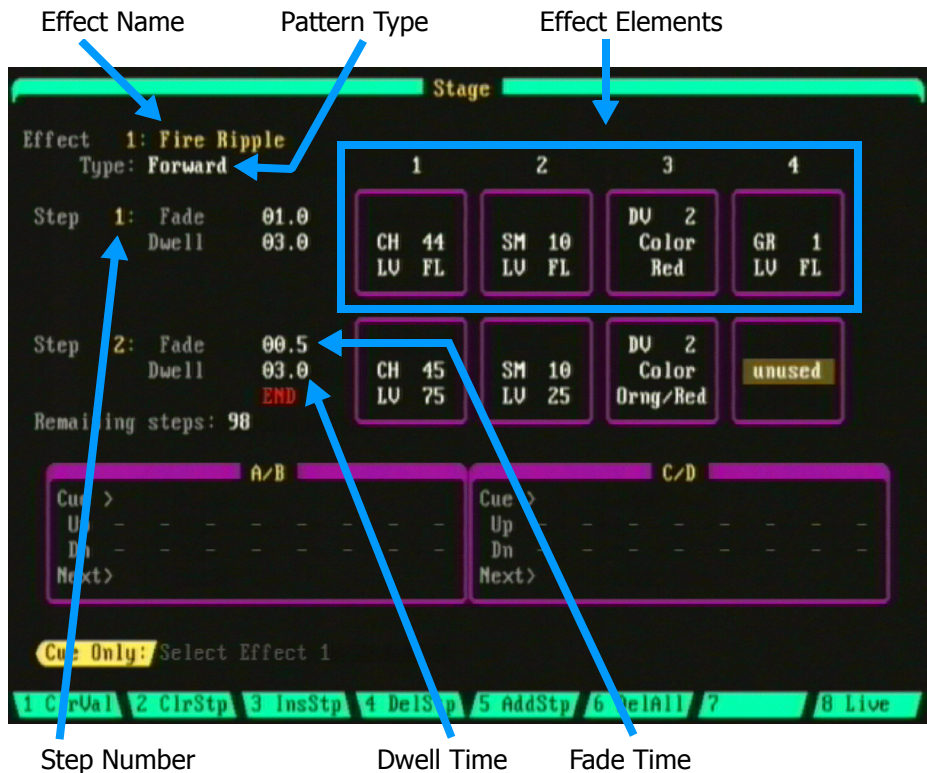 Effect Name Pattern Type Effect Elements
Stage
Effect 1: Fire Ripple
Type: Forward
1 2 3 4
Step 1: Fade 01.0
Dwell 03.0
CH 44
LV FL
SM 10
LV FL
DV 2
Color
Red
GR 1
LV FL
Step 2: Fade 00.5
Dwell 03.0
END
CH 45
LV 75
SM 10
LV 25
DV 2
Color
Orng/Red
unused
Remaining steps: 98
A/B
Cue >
Up - - - - - - - -
Dn - - - - - - - -
Next>
C/D
Cue >
Up - - - - - - - -
Dn - - - - - - - -
Next>
Cue Only: Select Effect 1
1 ClrVal 2 ClrStp 3 InsStp 4 DelStp 5 AddStp 6 DelAll 7 8 Live
Step Number Dwell Time Fade Time